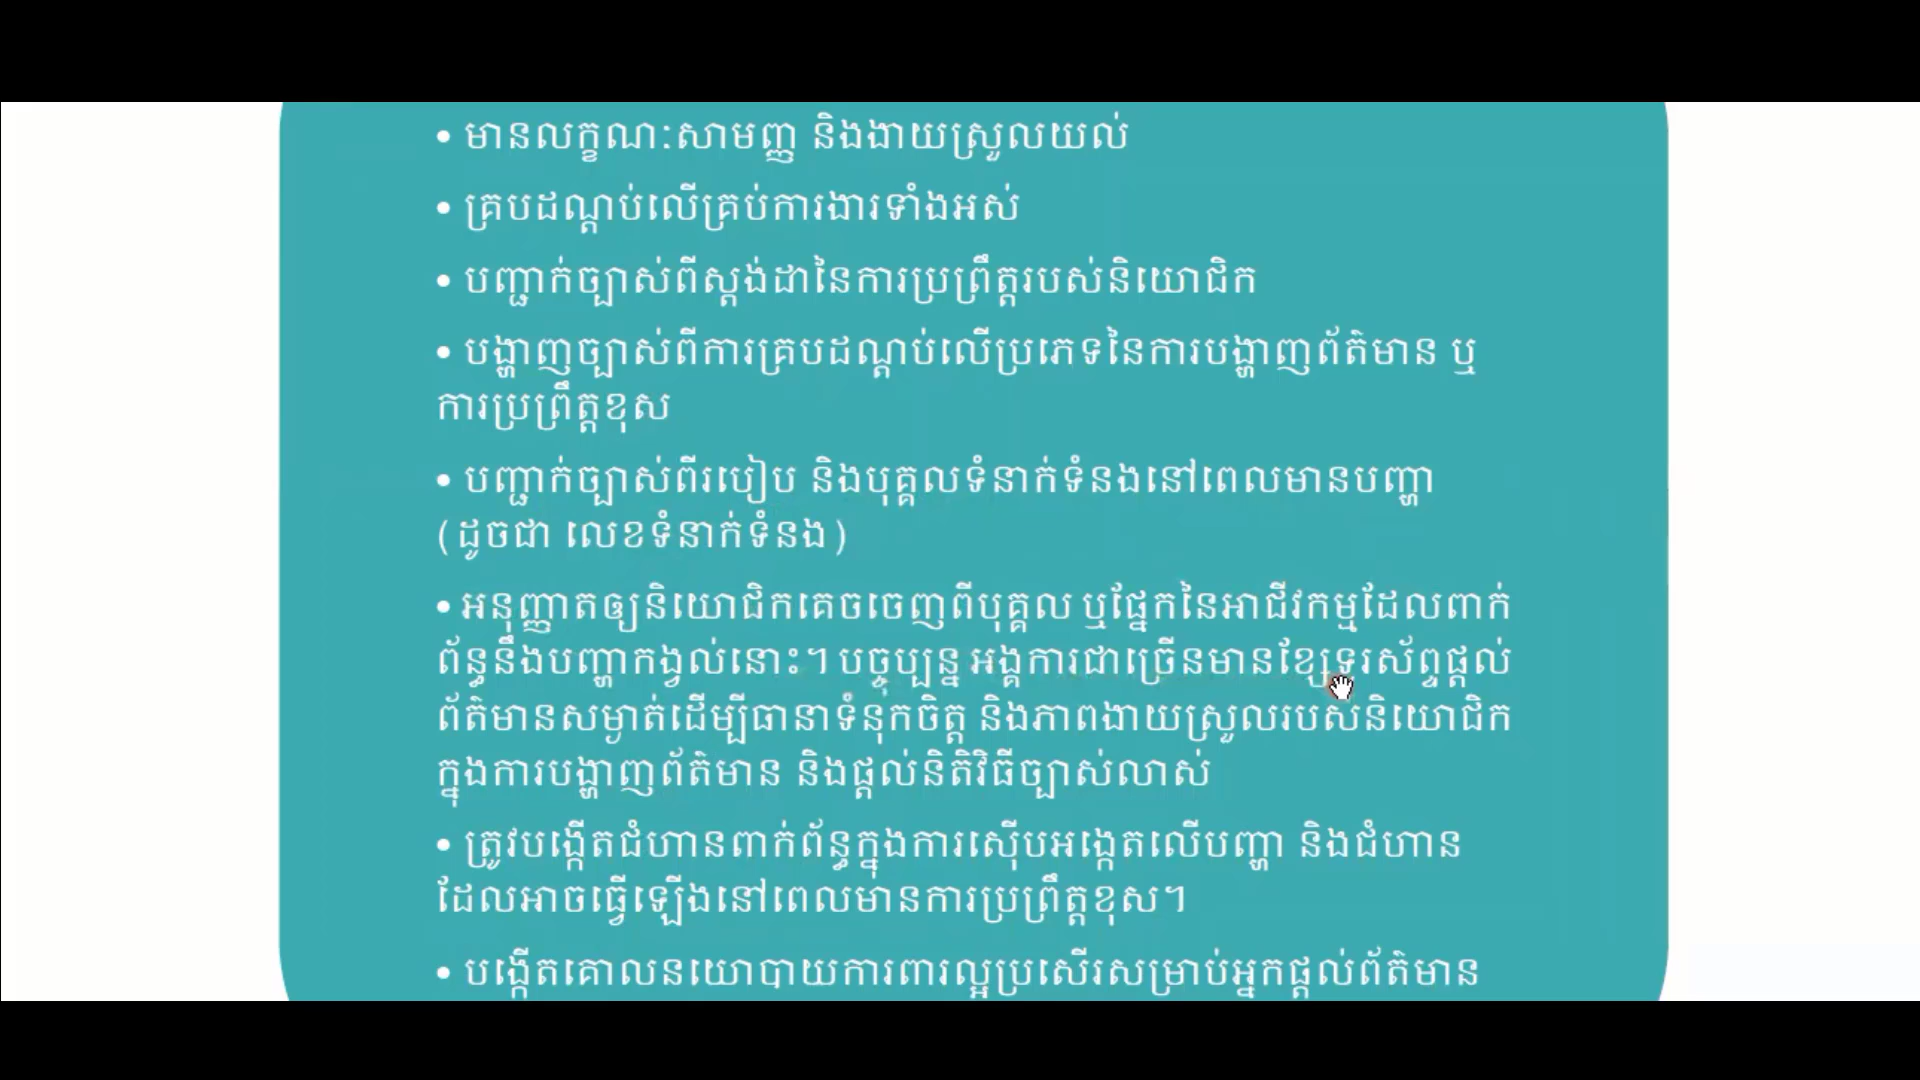 • មានលក្ខណៈសាមញ្ញ និងងាយស្រួលយល់
• គ្របដណ្តប់លើគ្រប់ការងារទាំងអស់
• បញ្ជាក់ច្បាស់ពីស្តង់ដានៃការប្រព្រឹត្តរបស់និយោជិក
• បង្ហាញច្បាស់ពីការគ្របដណ្តប់លើប្រភេទនៃការបង្ហាញព័ត៌មាន ឬ
ការប្រព្រឹត្តខុស
• បញ្ជាក់ច្បាស់ពីរបៀប និងបុគ្គលទំនាក់ទំនងនៅពេលមានបញ្ហា
(ដូចជា លេខទំនាក់ទំនង)
• អនុញ្ញាតឲ្យនិយោជិកគេចចេញពីបុគ្គល ឬផ្នែកនៃអាជីវកម្មដែលពាក់
ព័ន្ធនឹងបញ្ហាកង្វល់នោះ។ បច្ចុប្បន្ន អង្គការជាច្រើនមានខ្សែទូរស័ព្ទផ្តល់
ព័ត៌មានសម្ងាត់ដើម្បីធានាទំនុកចិត្ត និងភាពងាយស្រួលរបស់និយោជិក
ក្នុងការបង្ហាញព័ត៌មាន និងផ្តល់និតិវិធីច្បាស់លាស់
• ត្រូវបង្កើតជំហានពាក់ព័ន្ធក្នុងការស៊ើបអង្កេតលើបញ្ហា និងជំហាន
ដែលអាចធ្វើឡើងនៅពេលមានការប្រព្រឹត្តខុស។
• បង្កើតគោលនយោបាយការពារល្អប្រសើរសម្រាប់អ្នកផ្តល់ព័ត៌មាន